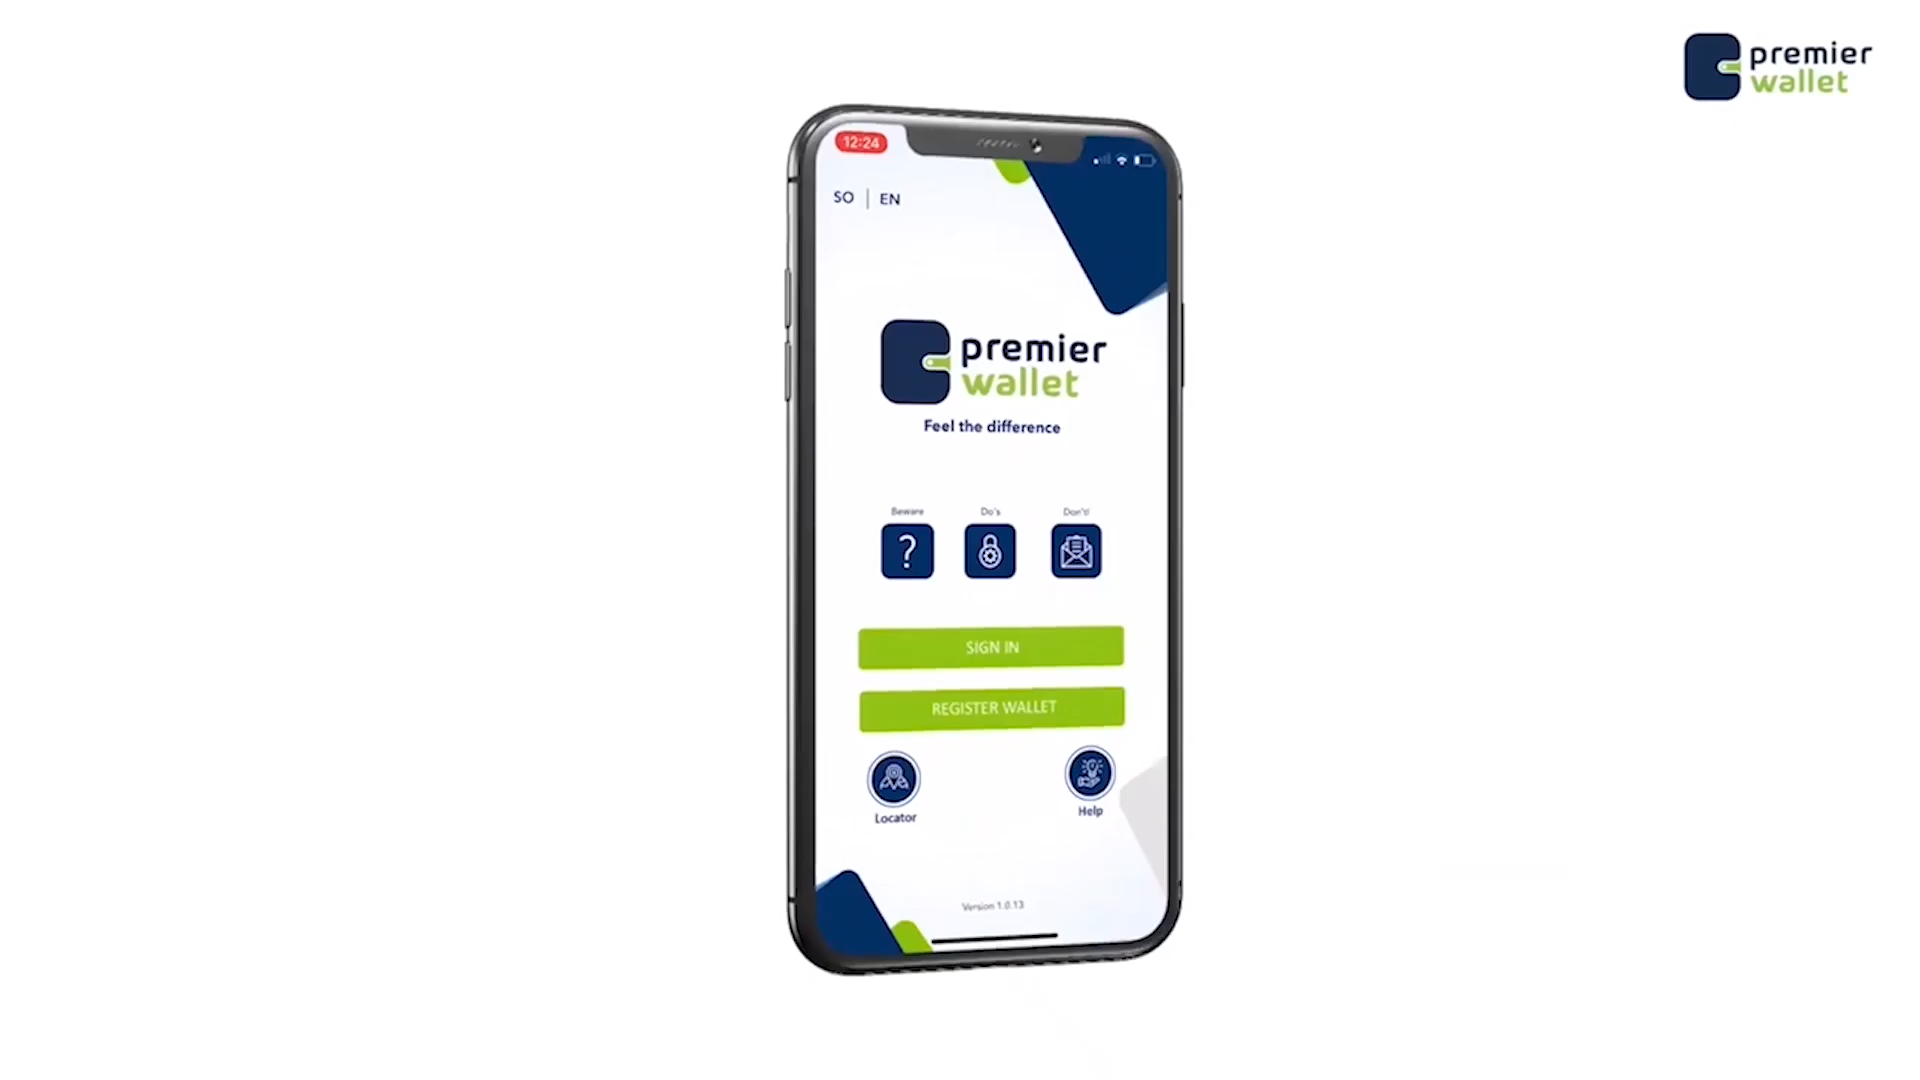 premier
wallet
12:24
SO | EN
premier
wallet
Feel the difference
Beware
Do's
Don't!
?
SIGN IN
REGISTER WALLET
Locator
Help
Version 1.0.13